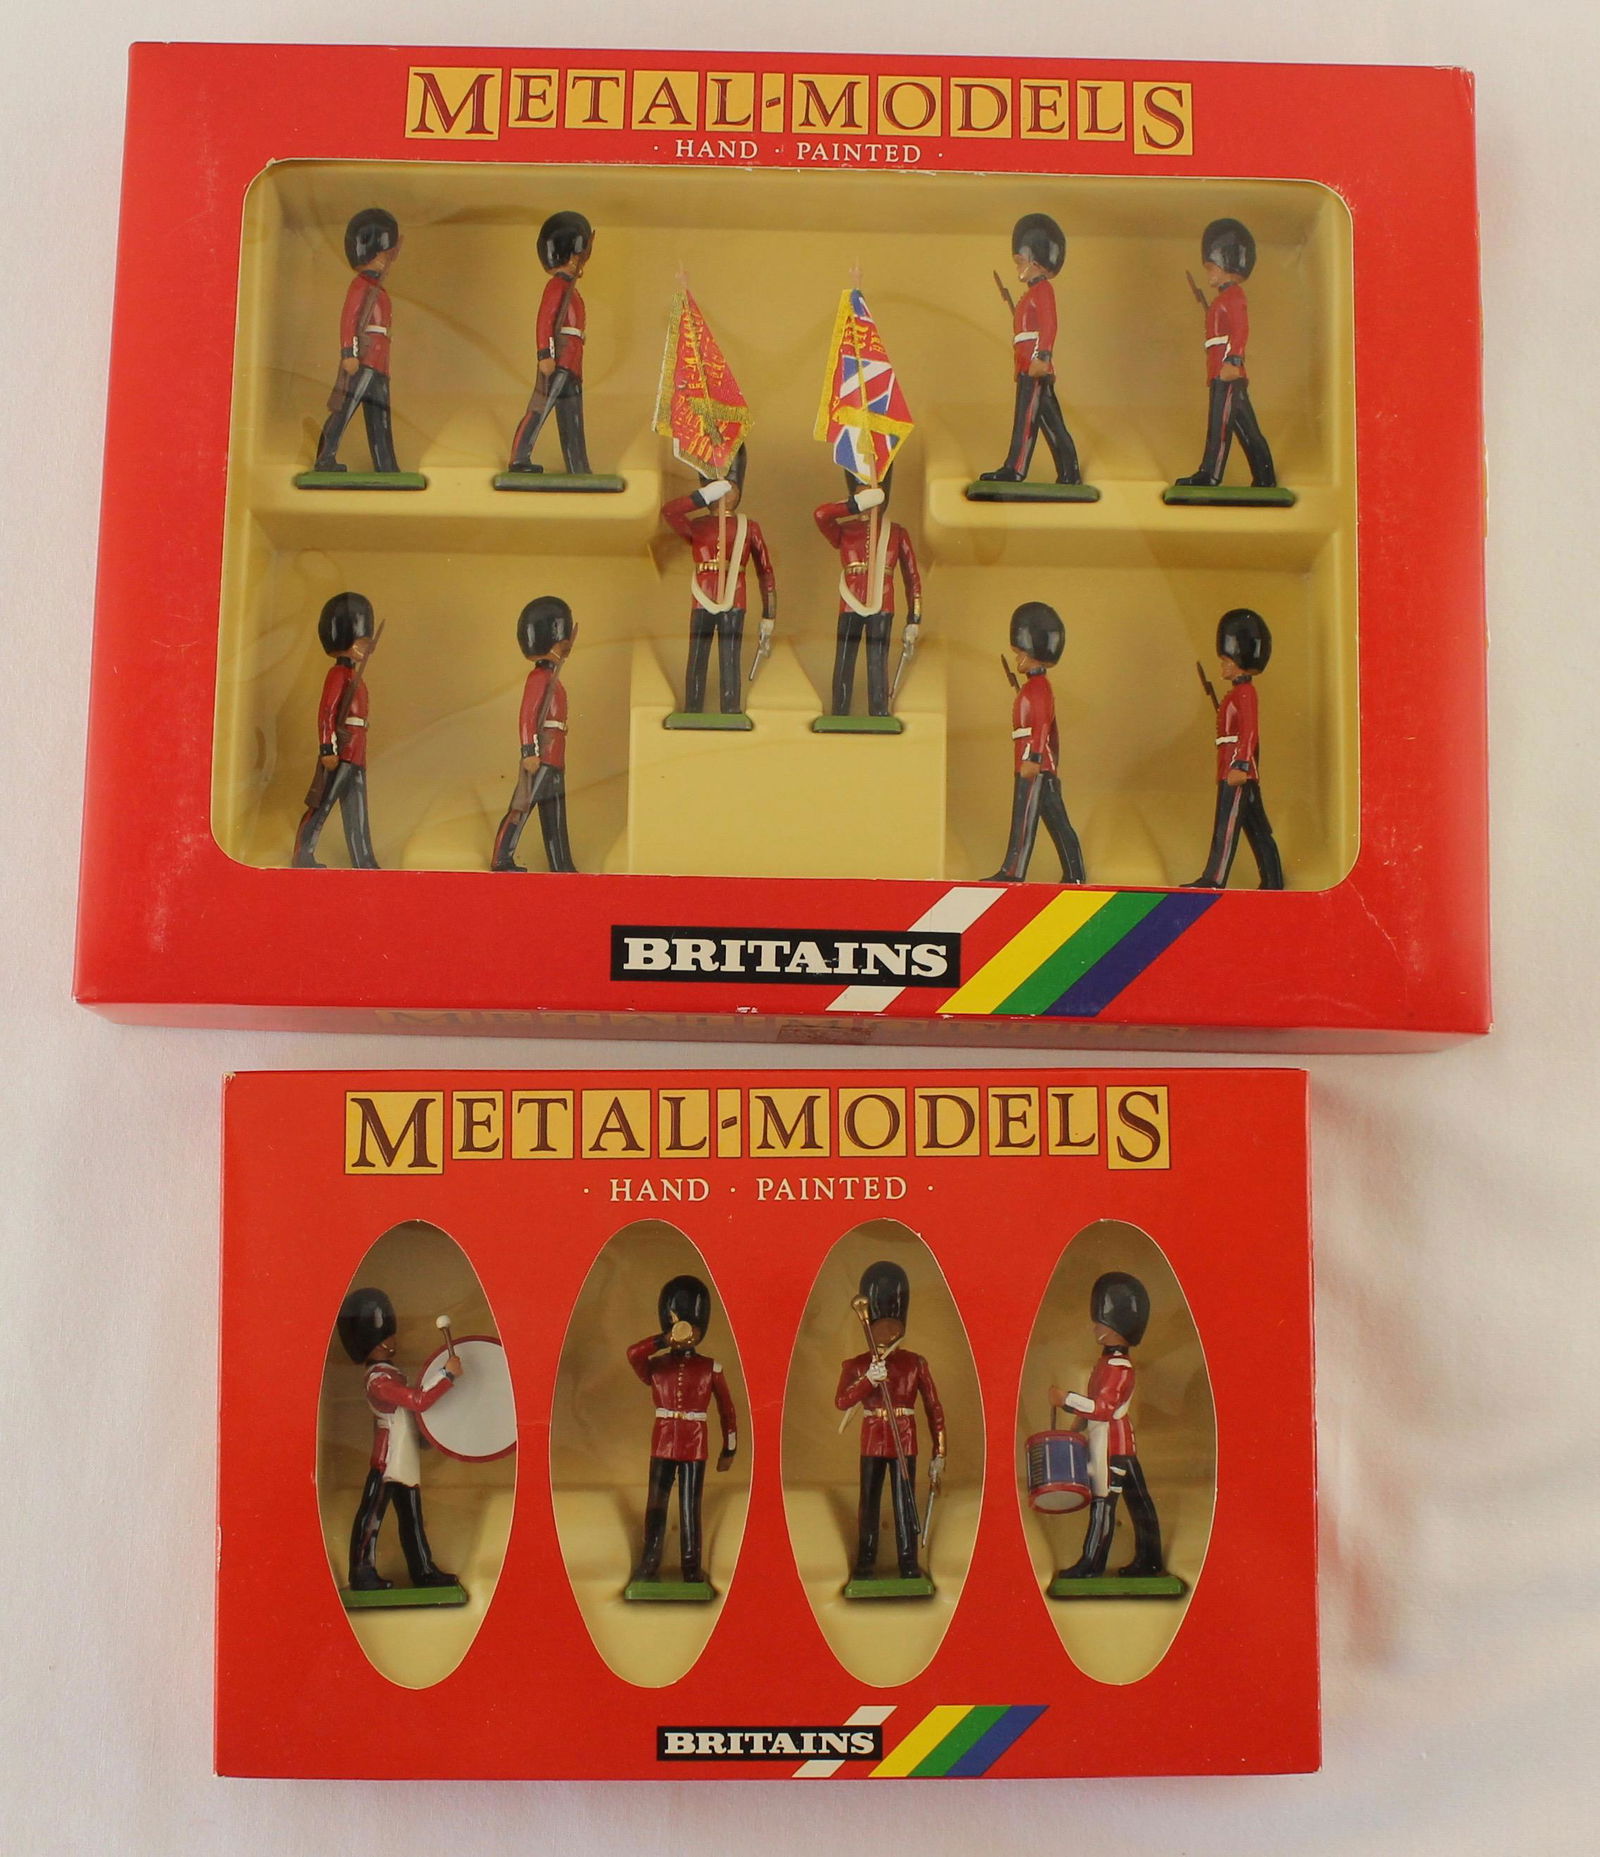 METAL-MODELS
· HAND · PAINTED ·
BRITAINS
METAL-MODELS
· HAND · PAINTED ·
BRITAINS